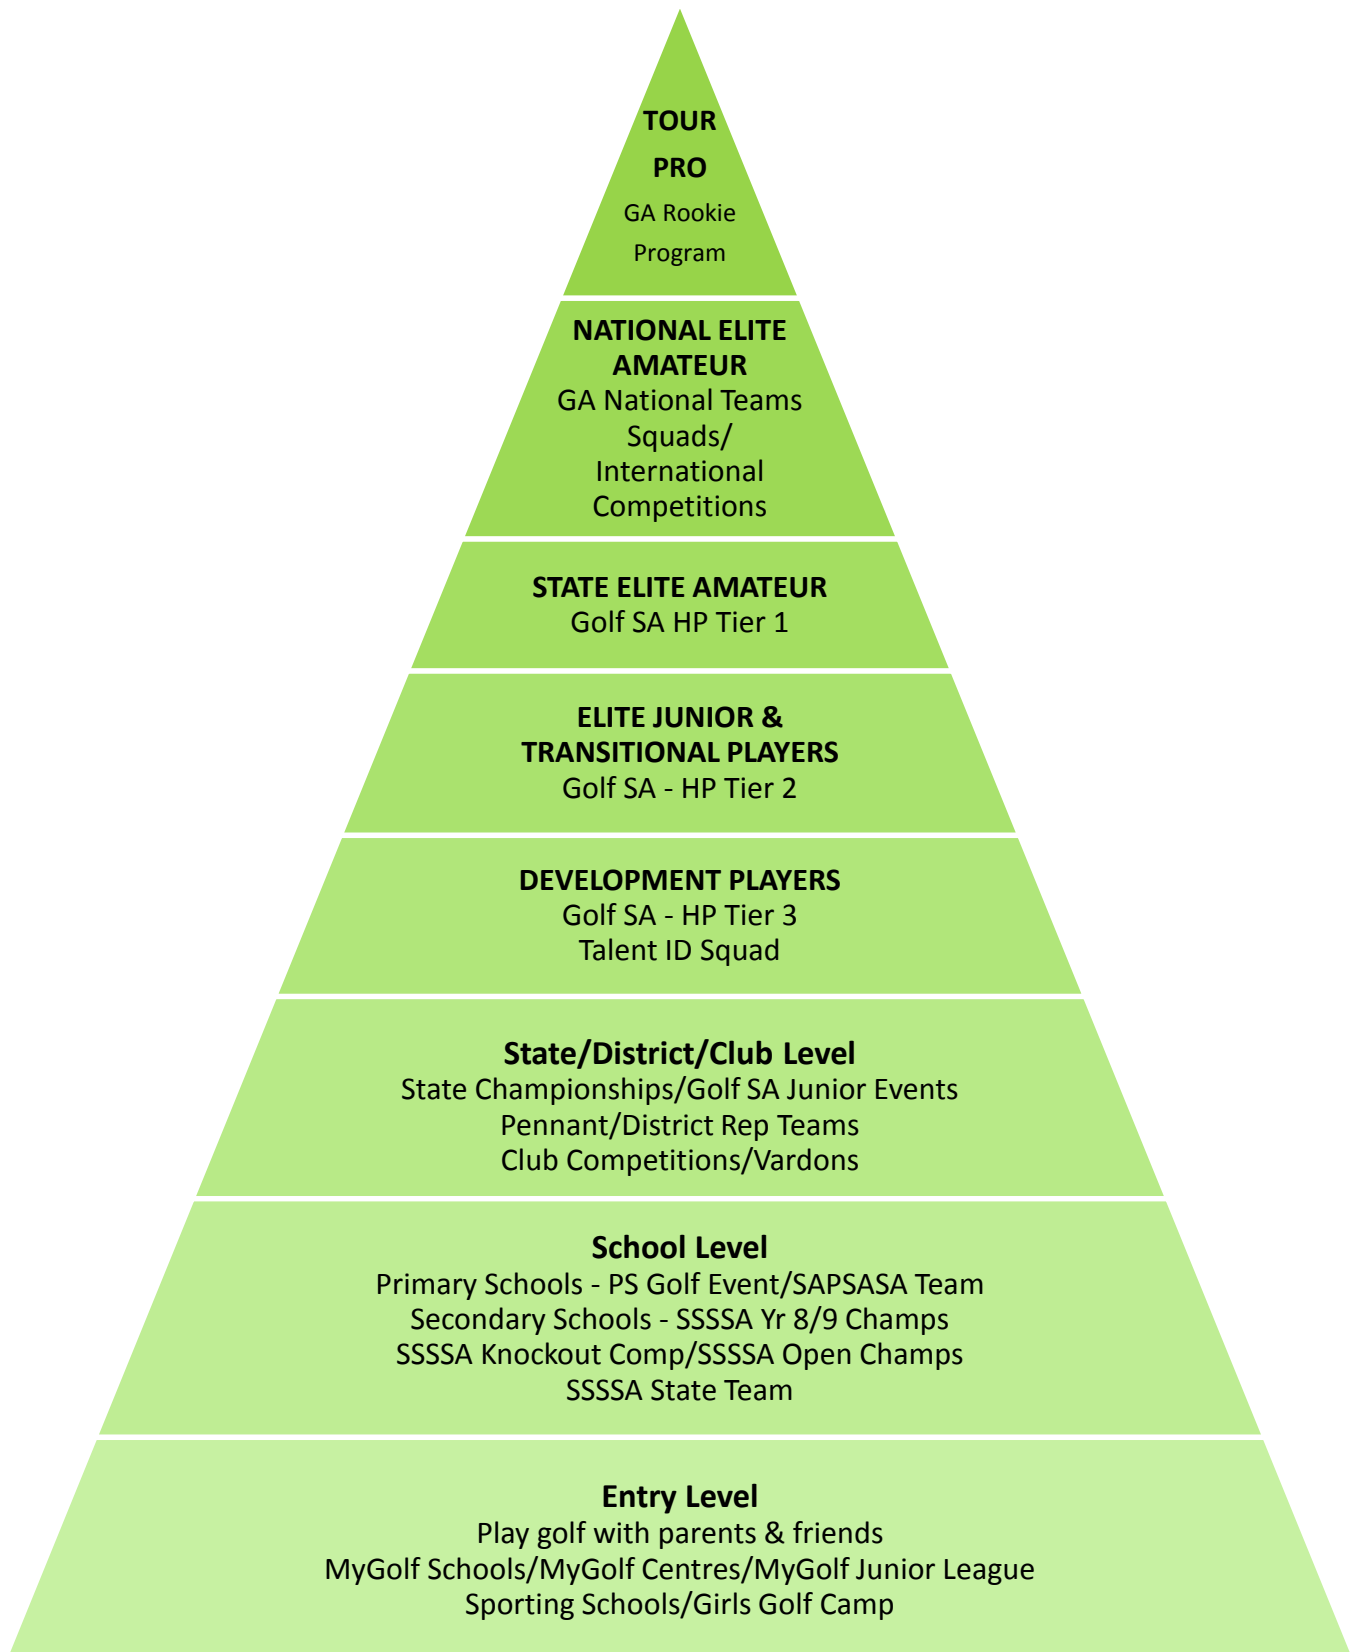 TOUR
PRO
GA Rookie
Program
NATIONAL ELITE
AMATEUR
GA National Teams
Squads/
International
Competitions
STATE ELITE AMATEUR
Golf SA HP Tier 1
ELITE JUNIOR &
TRANSITIONAL PLAYERS
Golf SA - HP Tier 2
DEVELOPMENT PLAYERS
Golf SA - HP Tier 3
Talent ID Squad
State/District/Club Level
State Championships/Golf SA Junior Events
Pennant/District Rep Teams
Club Competitions/Vardons
School Level
Primary Schools - PS Golf Event/SAPSASA Team
Secondary Schools - SSSSA Yr 8/9 Champs
SSSSA Knockout Comp/SSSSA Open Champs
SSSSA State Team
Entry Level
Play golf with parents & friends
MyGolf Schools/MyGolf Centres/MyGolf Junior League
Sporting Schools/Girls Golf Camp